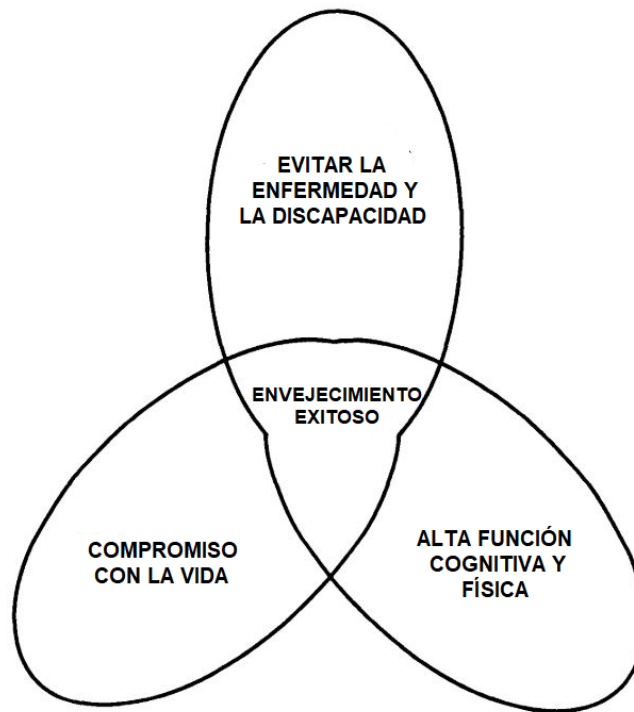 EVITAR LA
ENFERMEDAD Y
LA DISCAPACIDAD
ENVEJECIMIENTO
EXITOSO
COMPROMISO
CON LA VIDA
ALTA FUNCIÓN
COGNITIVA Y
FÍSICA